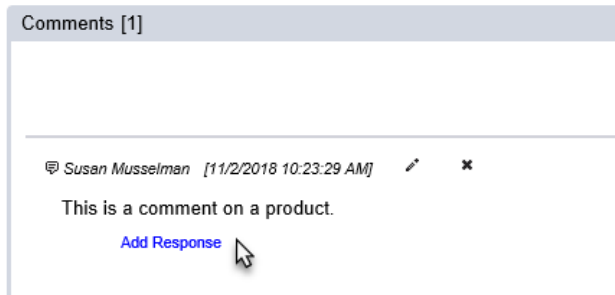 Comments [1]
Susan Musselman [11/2/2018 10:23:29 AM]
This is a comment on a product.
Add Response